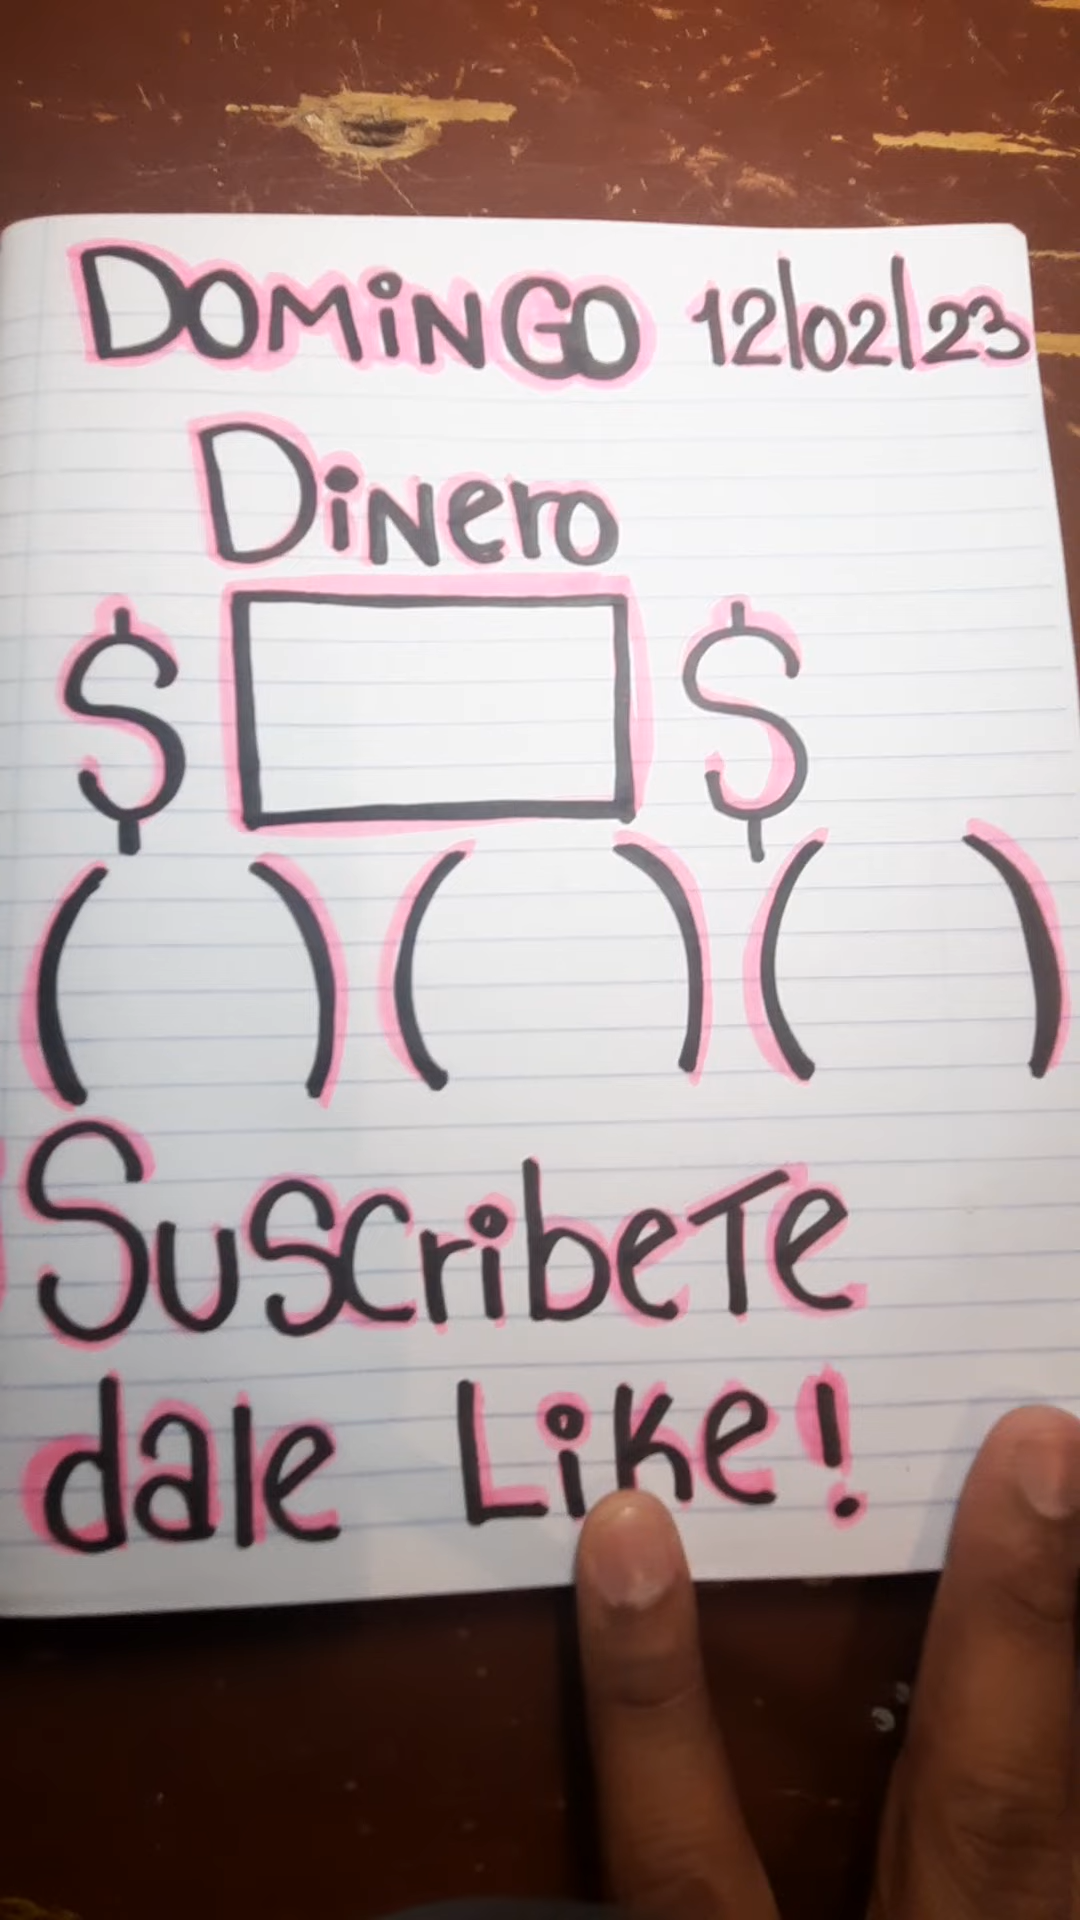 DOMiNGO 12/02/23
DiNero
$ $
( ) ( ) ( )
SuSCribeTe
dale Like!